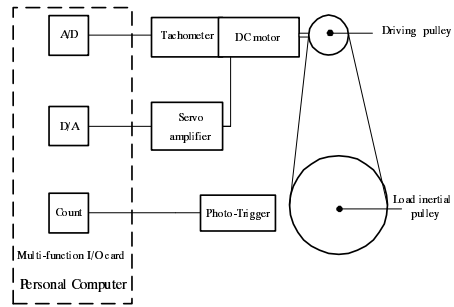 A/D
Tachometer
DC motor
Driving pulley
D/A
Servo
amplifier
Count
Photo-Trigger
Load inertial
pulley
Multi-function I/O card
Personal Computer